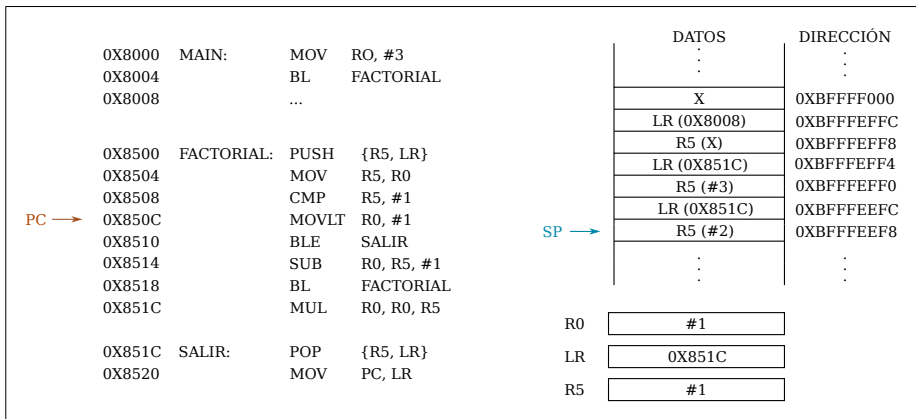 0X8000 MAIN: MOV RO, #3
0X8004 BL FACTORIAL
0X8008 ...
0X8500 FACTORIAL: PUSH {R5, LR}
0X8504 MOV R5, R0
0X8508 CMP R5, #1
PC 0X850C MOVLT R0, #1
0X8510 BLE SALIR
0X8514 SUB R0, R5, #1
0X8518 BL FACTORIAL
0X851C MUL R0, R0, R5
0X851C SALIR: POP {R5, LR}
0X8520 MOV PC, LR
DATOS DIRECCIÓN
X 0XBFFFF000
LR (0X8008) 0XBFFFEFFC
R5 (X) 0XBFFFEFF8
LR (0X851C) 0XBFFFEFF4
R5 (#3) 0XBFFFEFF0
LR (0X851C) 0XBFFFEEFC
SP R5 (#2) 0XBFFFEEF8
R0 #1
LR 0X851C
R5 #1